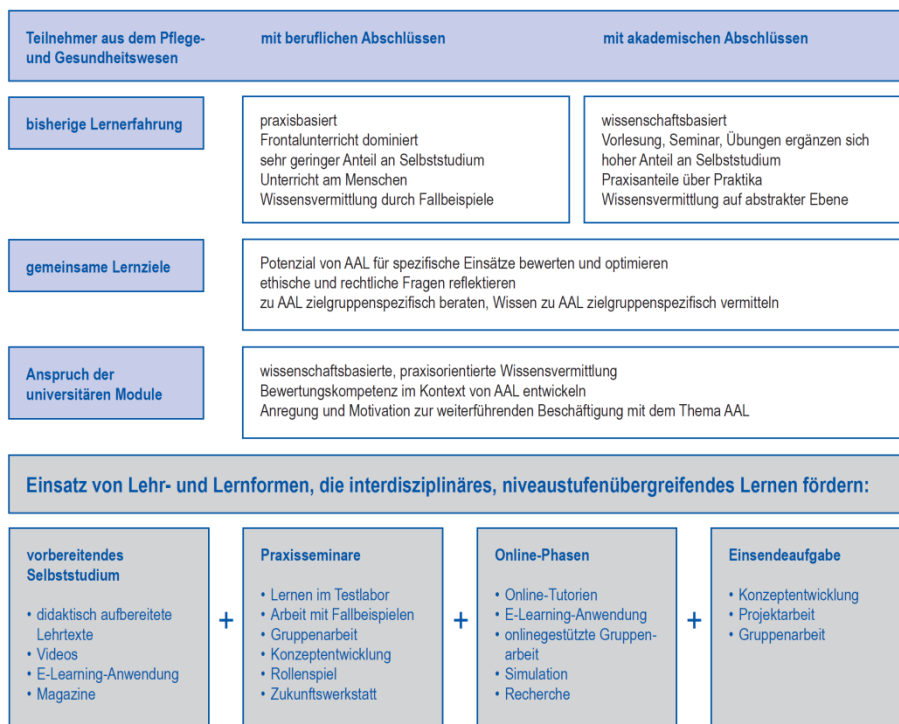 Teilnehmer aus dem Pflege-
und Gesundheitswesen
mit beruflichen Abschlüssen
mit akademischen Abschlüssen
bisherige Lernerfahrung
praxisbasiert
Frontalunterricht dominiert
sehr geringer Anteil an Selbststudium
Unterricht am Menschen
Wissensvermittlung durch Fallbeispiele
wissenschaftsbasiert
Vorlesung, Seminar, Übungen ergänzen sich
hoher Anteil an Selbststudium
Praxisanteile über Praktika
Wissensvermittlung auf abstrakter Ebene
gemeinsame Lernziele
Potenzial von AAL für spezifische Einsätze bewerten und optimieren
ethische und rechtliche Fragen reflektieren
zu AAL zielgruppenspezifisch beraten, Wissen zu AAL zielgruppenspezifisch vermitteln
Anspruch der
universitären Module
wissenschaftsbasierte, praxisorientierte Wissensvermittlung
Bewertungskompetenz im Kontext von AAL entwickeln
Anregung und Motivation zur weiterführenden Beschäftigung mit dem Thema AAL
Einsatz von Lehr- und Lernformen, die interdisziplinäres, niveaustufenübergreifendes Lernen fördern:
vorbereitendes
Selbststudium
• didaktisch aufbereitete
Lehrtexte
• Videos
• E-Learning-Anwendung
• Magazine
+
Praxisseminare
• Lernen im Testlabor
• Arbeit mit Fallbeispielen
• Gruppenarbeit
• Konzeptentwicklung
• Rollenspiel
• Zukunftswerkstatt
+
Online-Phasen
• Online-Tutorien
• E-Learning-Anwendung
• onlinegestützte Gruppen-
arbeit
• Simulation
• Recherche
+
Einsendeaufgabe
• Konzeptentwicklung
• Projektarbeit
• Gruppenarbeit